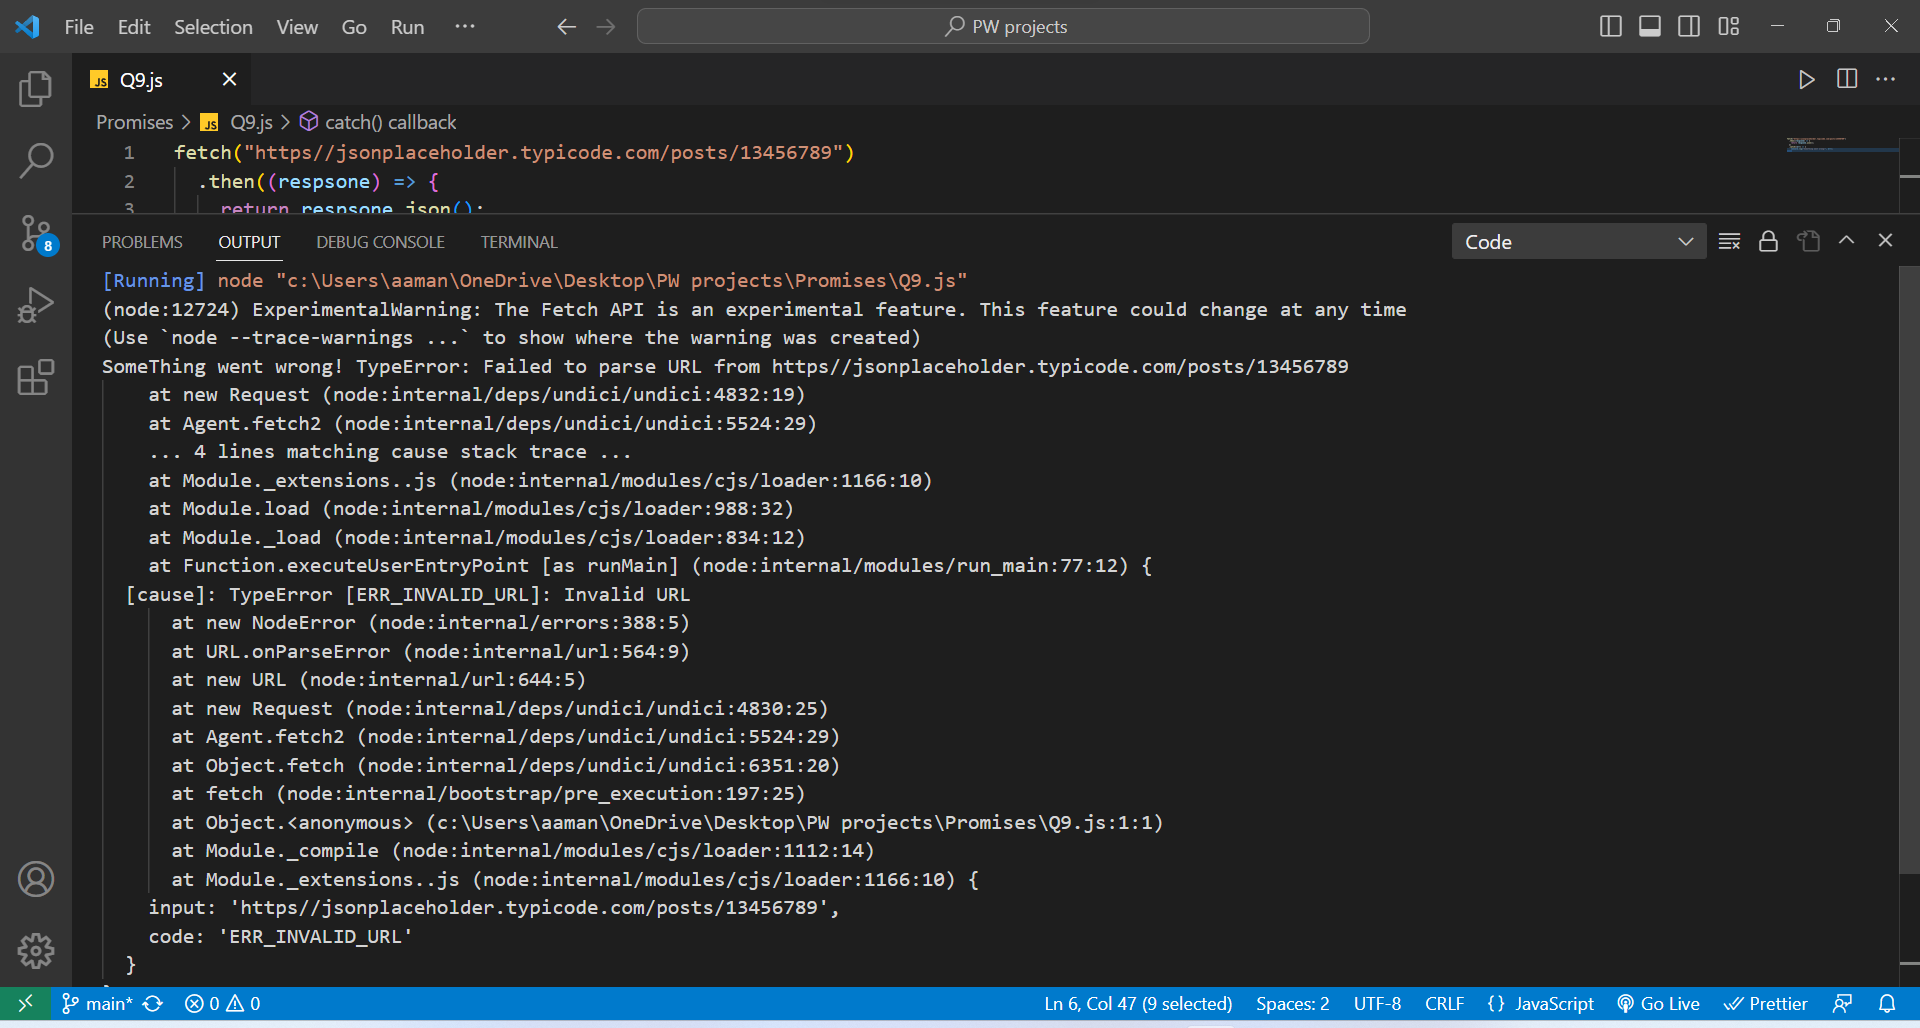 File Edit Selection View Go Run ··· PW projects
JS Q9.js
Promises > JS Q9.js > catch() callback
1 fetch("https//jsonplaceholder.typicode.com/posts/13456789")
2 .then((respsone) => {
3 return respsone.json();
PROBLEMS OUTPUT DEBUG CONSOLE TERMINAL Code
[Running] node "c:\Users\aaman\OneDrive\Desktop\PW projects\Promises\Q9.js"
(node:12724) ExperimentalWarning: The Fetch API is an experimental feature. This feature could change at any time
(Use `node --trace-warnings ...` to show where the warning was created)
SomeThing went wrong! TypeError: Failed to parse URL from https//jsonplaceholder.typicode.com/posts/13456789
at new Request (node:internal/deps/undici/undici:4832:19)
at Agent.fetch2 (node:internal/deps/undici/undici:5524:29)
... 4 lines matching cause stack trace ...
at Module._extensions..js (node:internal/modules/cjs/loader:1166:10)
at Module.load (node:internal/modules/cjs/loader:988:32)
at Module._load (node:internal/modules/cjs/loader:834:12)
at Function.executeUserEntryPoint [as runMain] (node:internal/modules/run_main:77:12) {
[cause]: TypeError [ERR_INVALID_URL]: Invalid URL
at new NodeError (node:internal/errors:388:5)
at URL.onParseError (node:internal/url:564:9)
at new URL (node:internal/url:644:5)
at new Request (node:internal/deps/undici/undici:4830:25)
at Agent.fetch2 (node:internal/deps/undici/undici:5524:29)
at Object.fetch (node:internal/deps/undici/undici:6351:20)
at fetch (node:internal/bootstrap/pre_execution:197:25)
at Object.<anonymous> (c:\Users\aaman\OneDrive\Desktop\PW projects\Promises\Q9.js:1:1)
at Module._compile (node:internal/modules/cjs/loader:1112:14)
at Module._extensions..js (node:internal/modules/cjs/loader:1166:10) {
input: 'https//jsonplaceholder.typicode.com/posts/13456789',
code: 'ERR_INVALID_URL'
}
8
main* 0 0 Ln 6, Col 47 (9 selected) Spaces: 2 UTF-8 CRLF {} JavaScript Go Live Prettier